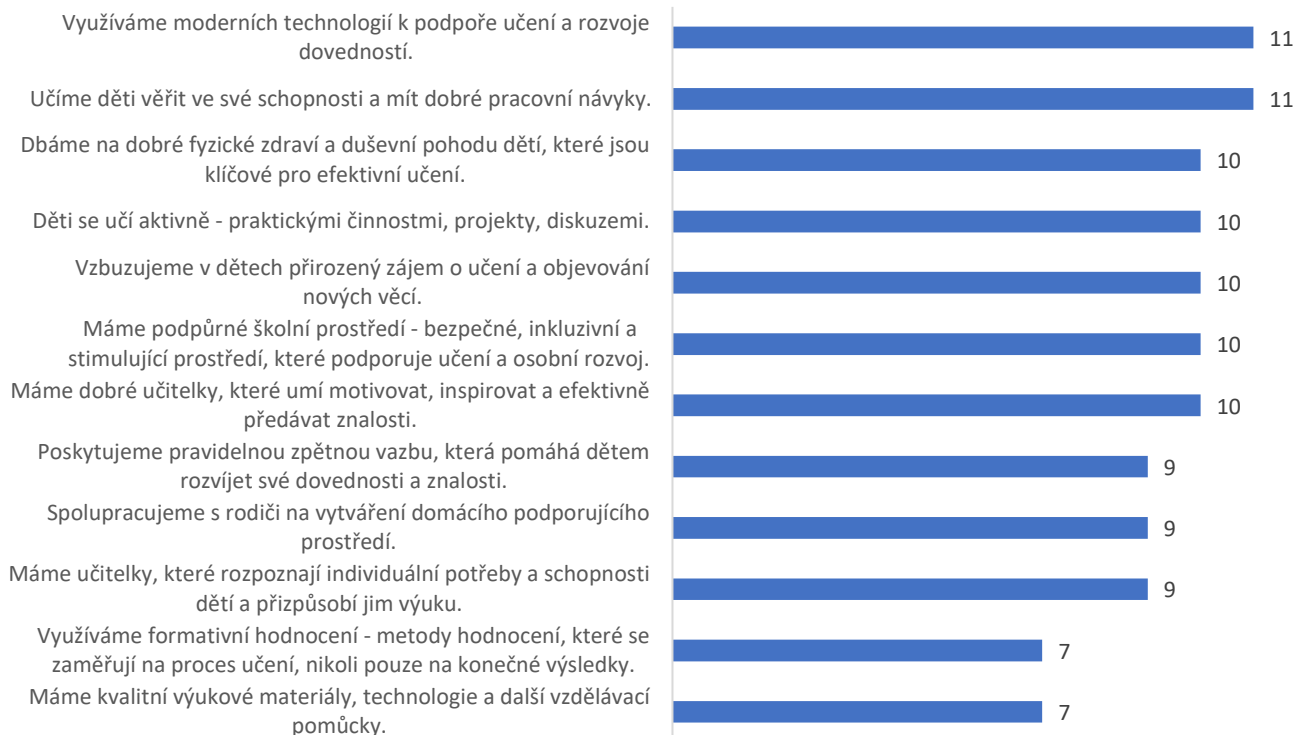 Využíváme moderních technologií k podpoře učení a rozvoje
dovedností.
11
Učíme děti věřit ve své schopnosti a mít dobré pracovní návyky.
11
Dbáme na dobré fyzické zdraví a duševní pohodu dětí, které jsou
klíčové pro efektivní učení.
10
Děti se učí aktivně - praktickými činnostmi, projekty, diskuzemi.
10
Vzbuzujeme v dětech přirozený zájem o učení a objevování
nových věcí.
10
Máme podpůrné školní prostředí - bezpečné, inkluzivní a
stimulující prostředí, které podporuje učení a osobní rozvoj.
10
Máme dobré učitelky, které umí motivovat, inspirovat a efektivně
předávat znalosti.
10
Poskytujeme pravidelnou zpětnou vazbu, která pomáhá dětem
rozvíjet své dovednosti a znalosti.
9
Spolupracujeme s rodiči na vytváření domácího podporujícího
prostředí.
9
Máme učitelky, které rozpoznají individuální potřeby a schopnosti
dětí a přizpůsobí jim výuku.
9
Využíváme formativní hodnocení - metody hodnocení, které se
zaměřují na proces učení, nikoli pouze na konečné výsledky.
7
Máme kvalitní výukové materiály, technologie a další vzdělávací
pomůcky.
7